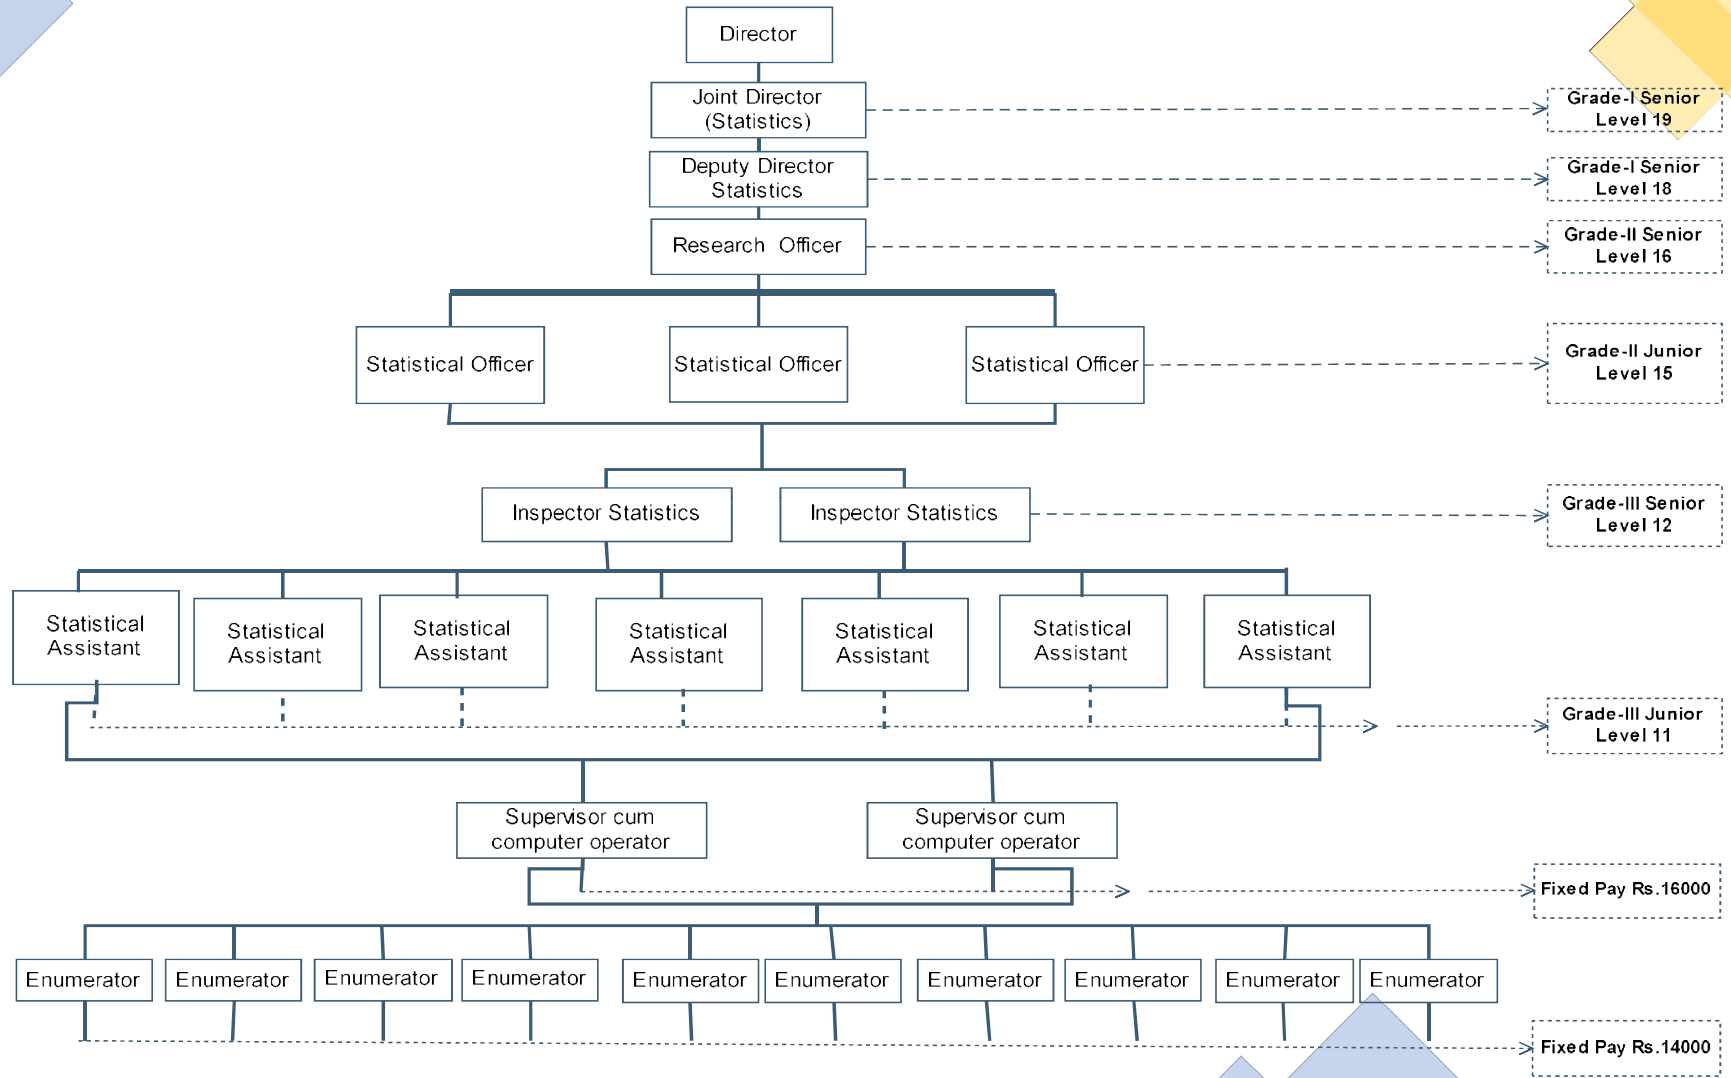 Director
Joint Director
(Statistics)
Grade-I Senior
Level 19
Deputy Director
Statistics
Grade-I Senior
Level 18
Research Officer
Grade-II Senior
Level 16
Statistical Officer
Statistical Officer
Statistical Officer
Grade-II Junior
Level 15
Inspector Statistics
Inspector Statistics
Grade-III Senior
Level 12
Statistical
Assistant
Statistical
Assistant
Statistical
Assistant
Statistical
Assistant
Statistical
Assistant
Statistical
Assistant
Statistical
Assistant
Grade-III Junior
Level 11
Supervisor cum
computer operator
Supervisor cum
computer operator
Fixed Pay Rs.16000
Enumerator
Enumerator
Enumerator
Enumerator
Enumerator
Enumerator
Enumerator
Enumerator
Enumerator
Enumerator
Fixed Pay Rs.14000